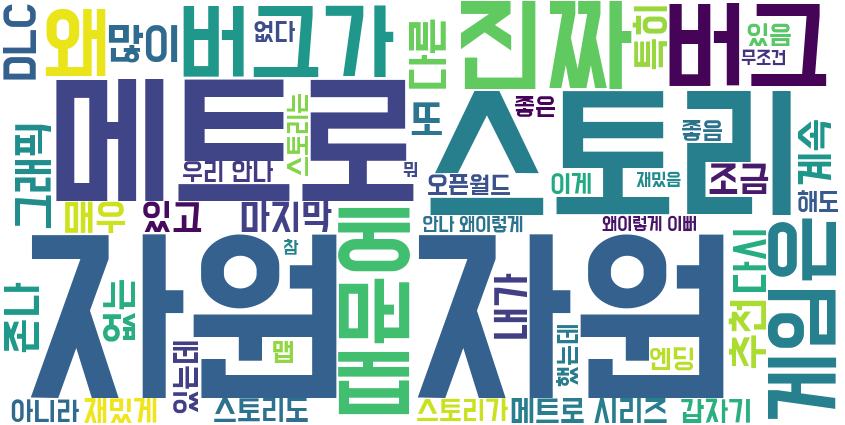 DLC
왜
많이
버그가
없다
다른
진짜
특히
버그
있음
무조건
메트로
스토리는
또
좋은
스토리
좋음
계속
그래픽
우리 안나
뭐
오픈월드
이게
재밌음
조금
해도
매우
있고
마지막
안나 왜이렇게
왜이렇게 이뻐
참
때문에
내가
다시
게임은
존나
없는
자원 자원
추천
있는데
맵
했는데
엔딩
아니라
재밌게
스토리도
스토리가
메트로 시리즈
갑자기